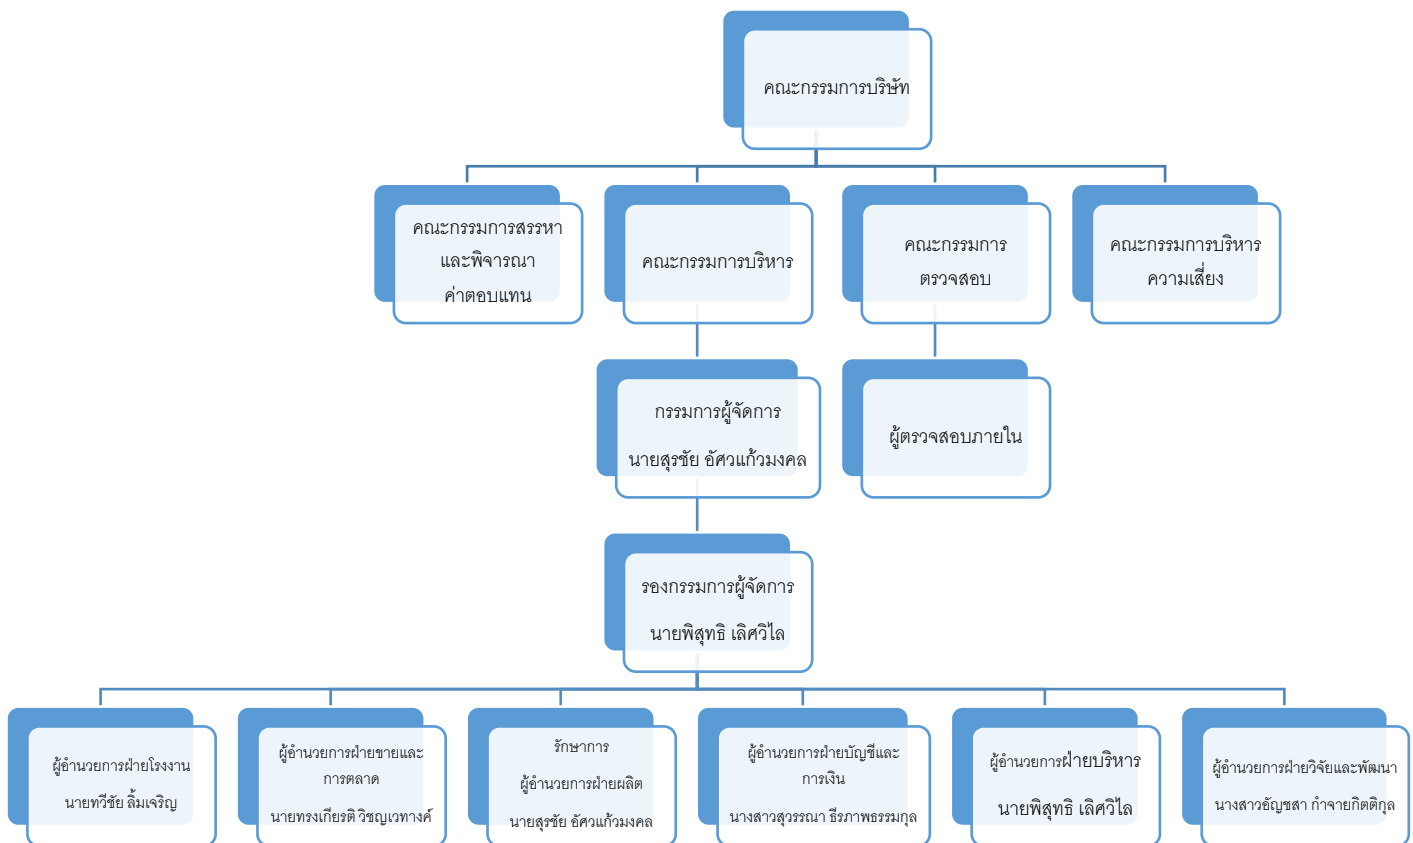 คณะกรรมการบริษัท
คณะกรรมการสรรหา
และพิจารณา
ค่าตอบแทน
คณะกรรมการบริหาร
คณะกรรมการ
ตรวจสอบ
คณะกรรมการบริหาร
ความเสี่ยง
กรรมการผู้จัดการ
นายสุรชัย อัศวแก้วมงคล
ผู้ตรวจสอบภายใน
รองกรรมการผู้จัดการ
นายพิสุทธิ เลิศวิไล
ผู้อำนวยการฝ่ายโรงงาน
นายทวีชัย ลิ้มเจริญ
ผู้อำนวยการฝ่ายขายและ
การตลาด
นายทรงเกียรติ วิชญเวทางค์
รักษาการ
ผู้อำนวยการฝ่ายผลิต
นายสุรชัย อัศวแก้วมงคล
ผู้อำนวยการฝ่ายบัญชีและ
การเงิน
นางสาวสุวรรณา ธีรภาพธรรมกุล
ผู้อำนวยการฝ่ายบริหาร
นายพิสุทธิ เลิศวิไล
ผู้อำนวยการฝ่ายวิจัยและพัฒนา
นางสาวอัญชสา กำจายกิตติกุล